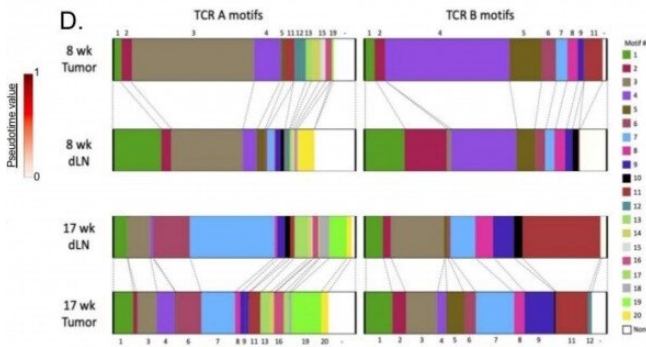 D.
TCR A motifs
TCR B motifs
1 2 3 4 5 11 12 13 15 19 -
1 2 4 5 6 7 8 9 11 -
8 wk
Tumor
Pseudotime value
1
0
8 wk
dLN
17 wk
dLN
17 wk
Tumor
1 2 3 4 6 7 8 9 11 13 16 19 20 -
1 2 3 4 5 6 7 8 9 11 12 -
Motif #
1
2
3
4
5
6
7
8
9
10
11
12
13
14
15
16
17
18
19
20
Non